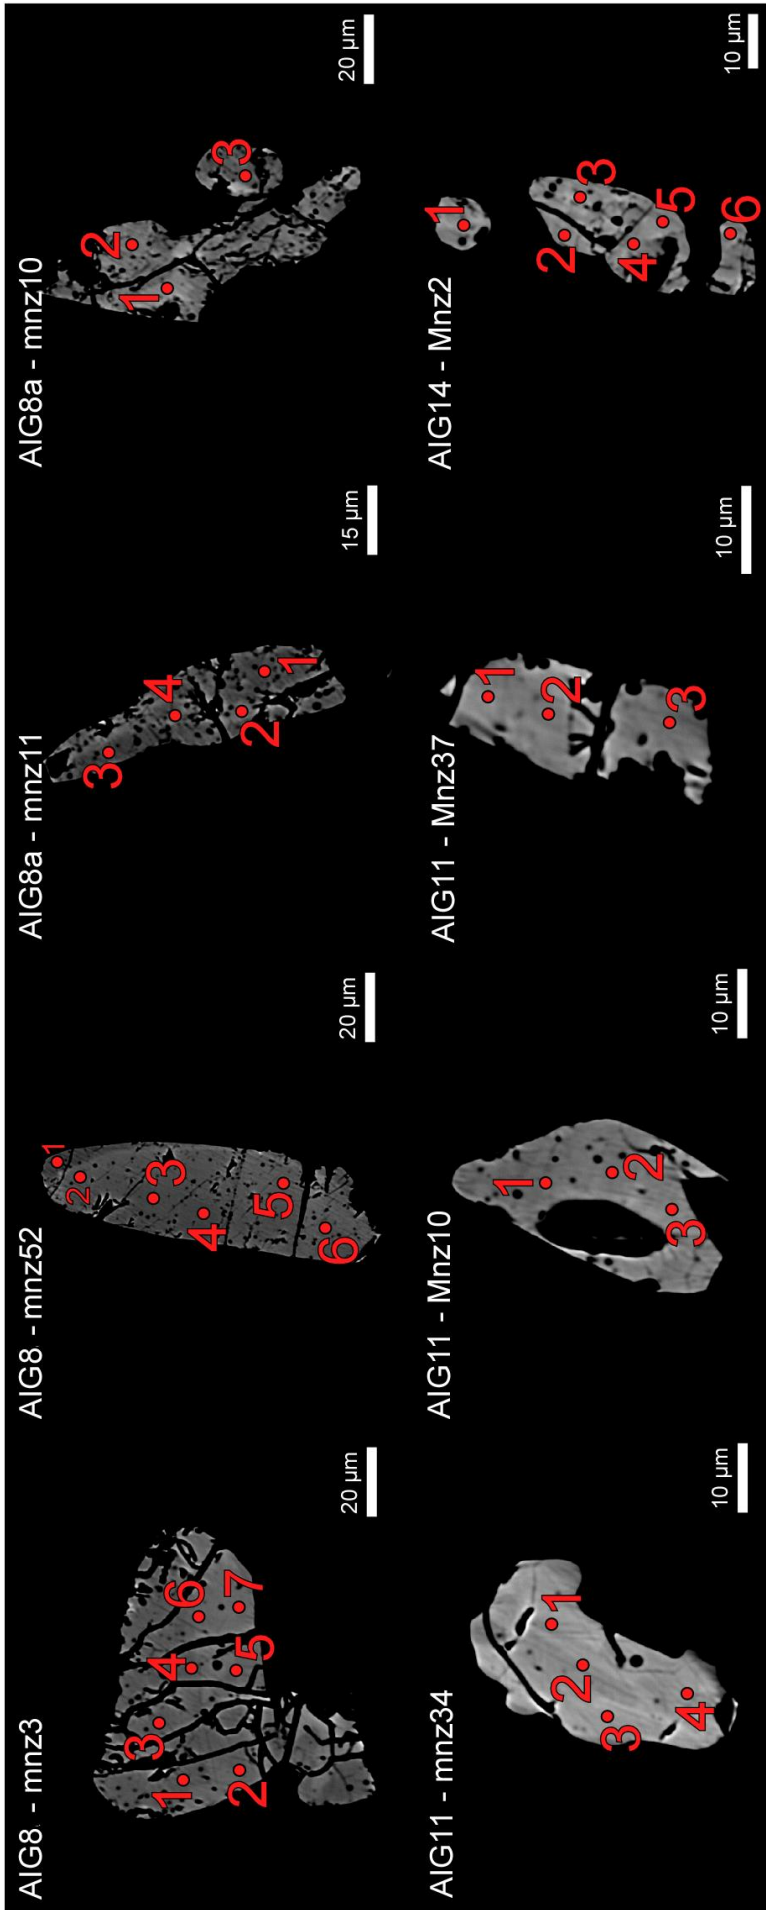 AIG8. - mnz3
1
2
3
4
5
6
7
20 µm
AIG8. - mnz52
1
2
3
4
5
6
20 µm
AIG8a - mnz11
1
2
3
4
15 µm
AIG8a - mnz10
1
2
3
20 µm
AIG11 - mnz34
1
2
3
4
10 µm
AIG11 - Mnz10
1
2
3
10 µm
AIG11 - Mnz37
1
2
3
10 µm
AIG14 - Mnz2
1
2
3
4
5
6
10 µm